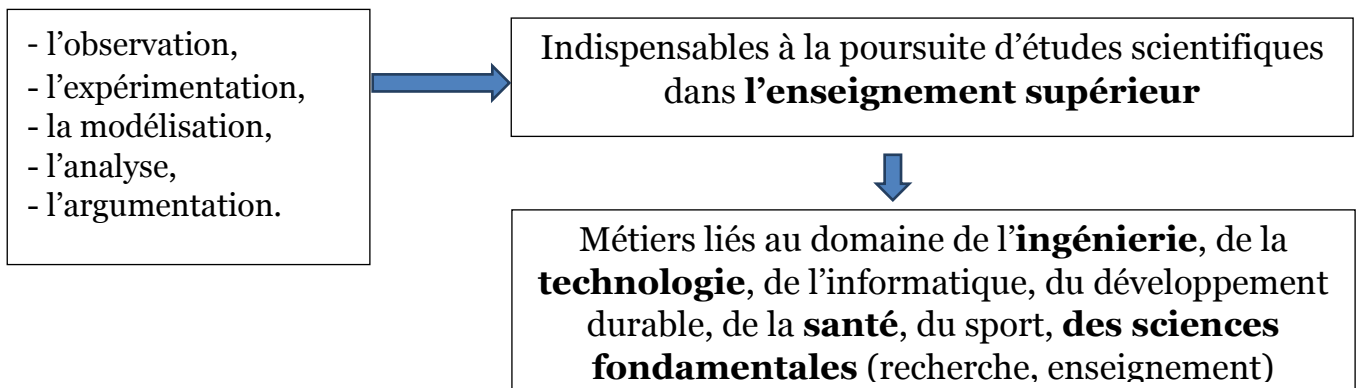 - l’observation,
- l’expérimentation,
- la modélisation,
- l’analyse,
- l’argumentation.
Indispensables à la poursuite d’études scientifiques
dans l’enseignement supérieur
Métiers liés au domaine de l’ingénierie, de la
technologie, de l’informatique, du développement
durable, de la santé, du sport, des sciences
fondamentales (recherche, enseignement)